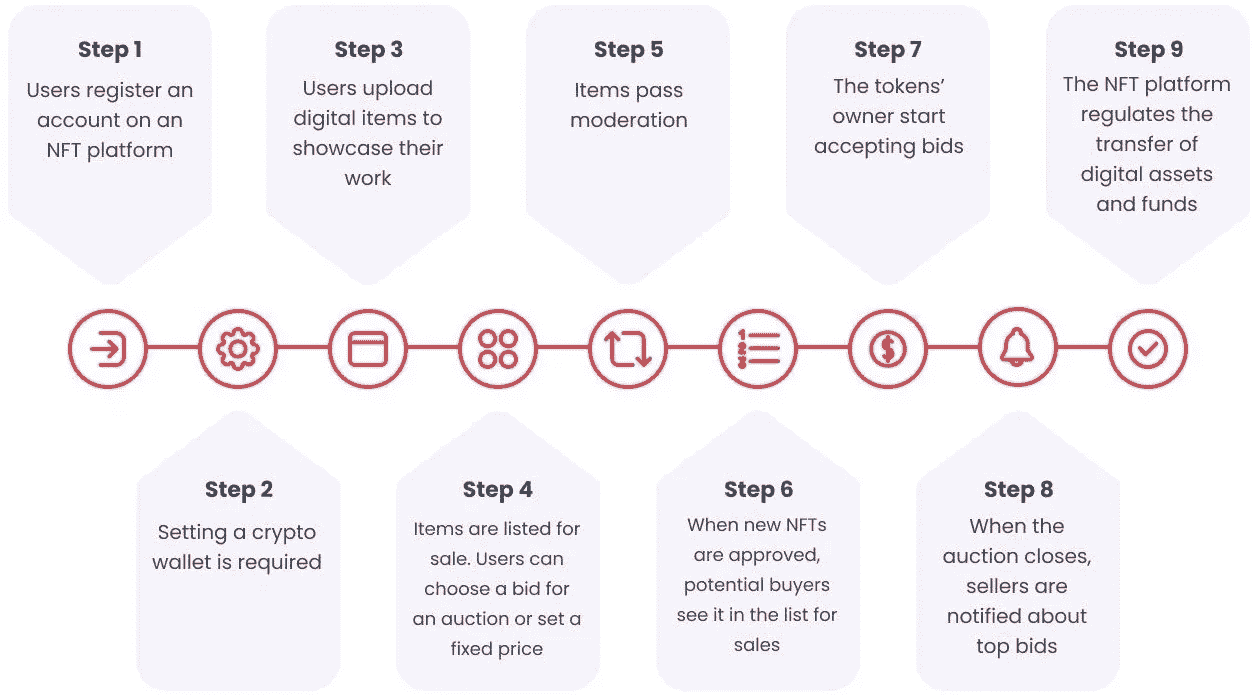 Step 1
Users register an
account on an
NFT platform
Step 2
Setting a crypto
wallet is required
Step 3
Users upload
digital items to
showcase their
work
Step 4
Items are listed for
sale. Users can
choose a bid for
an auction or set a
fixed price
Step 5
Items pass
moderation
Step 6
When new NFTs
are approved,
potential buyers
see it in the list for
sales
Step 7
The tokens’
owner start
accepting bids
Step 8
When the
auction closes,
sellers are
notified about
top bids
Step 9
The NFT platform
regulates the
transfer of
digital assets
and funds
1
2
3
$